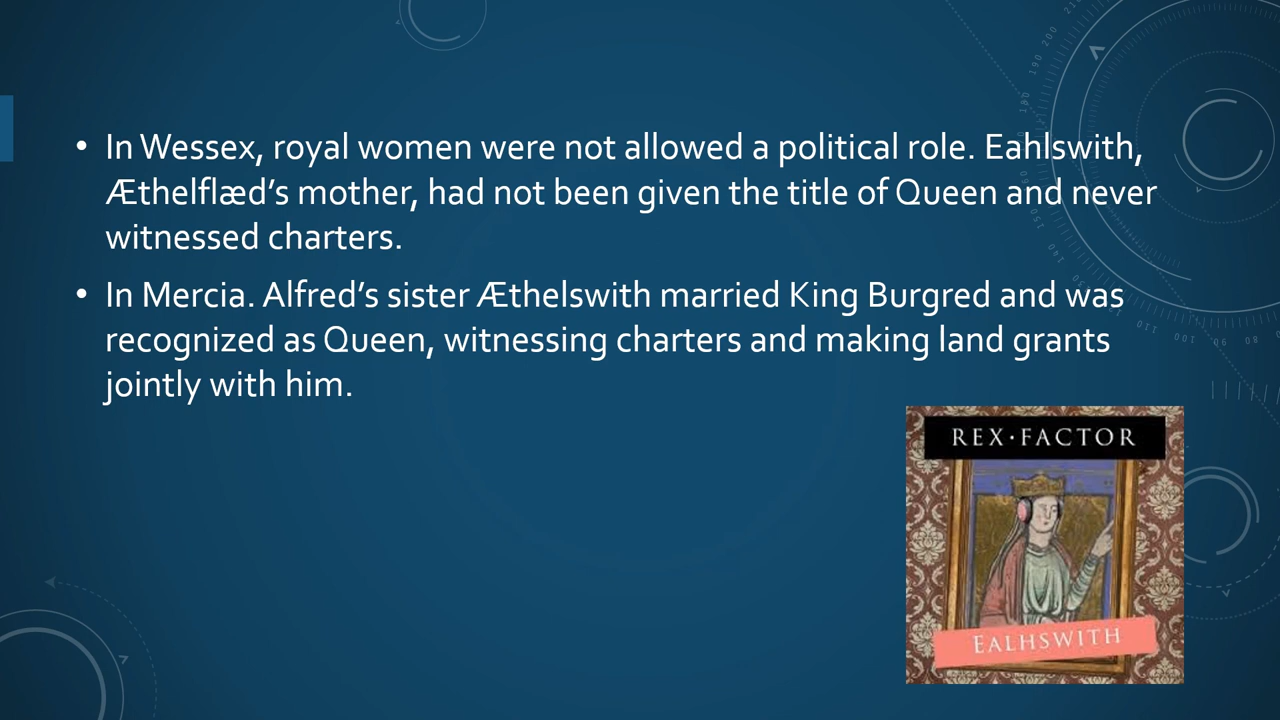 • In Wessex, royal women were not allowed a political role. Eahlswith,
Æthelflæd’s mother, had not been given the title of Queen and never
witnessed charters.
• In Mercia. Alfred’s sister Æthelswith married King Burgred and was
recognized as Queen, witnessing charters and making land grants
jointly with him.
REX·FACTOR
EALHSWITH